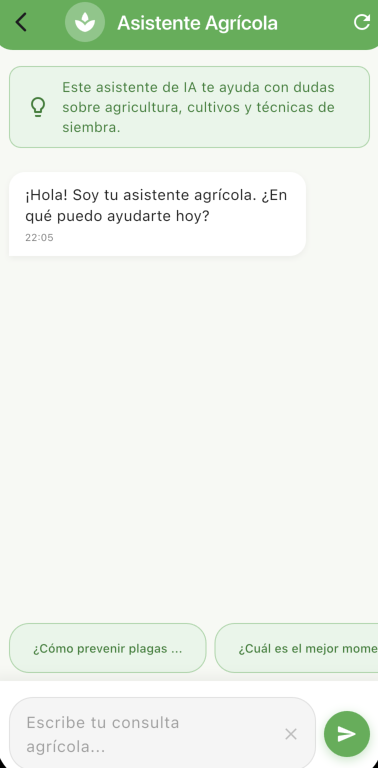 Asistente Agrícola
Este asistente de IA te ayuda con dudas
sobre agricultura, cultivos y técnicas de
siembra.
¡Hola! Soy tu asistente agrícola. ¿En
qué puedo ayudarte hoy?
22:05
¿Cómo prevenir plagas ...
¿Cuál es el mejor mome
Escribe tu consulta
agrícola...